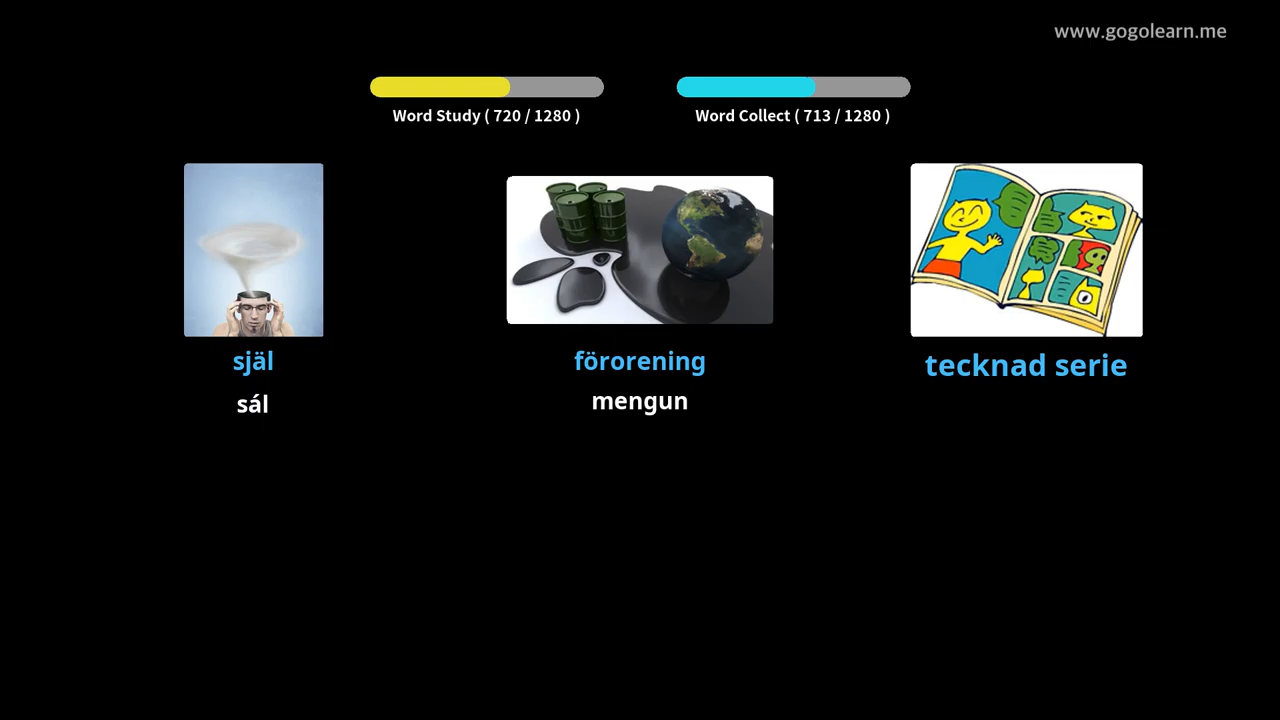 www.gogolearn.me
Word Study ( 720 / 1280 )
Word Collect ( 713 / 1280 )
själ
sál
förorening
mengun
tecknad serie